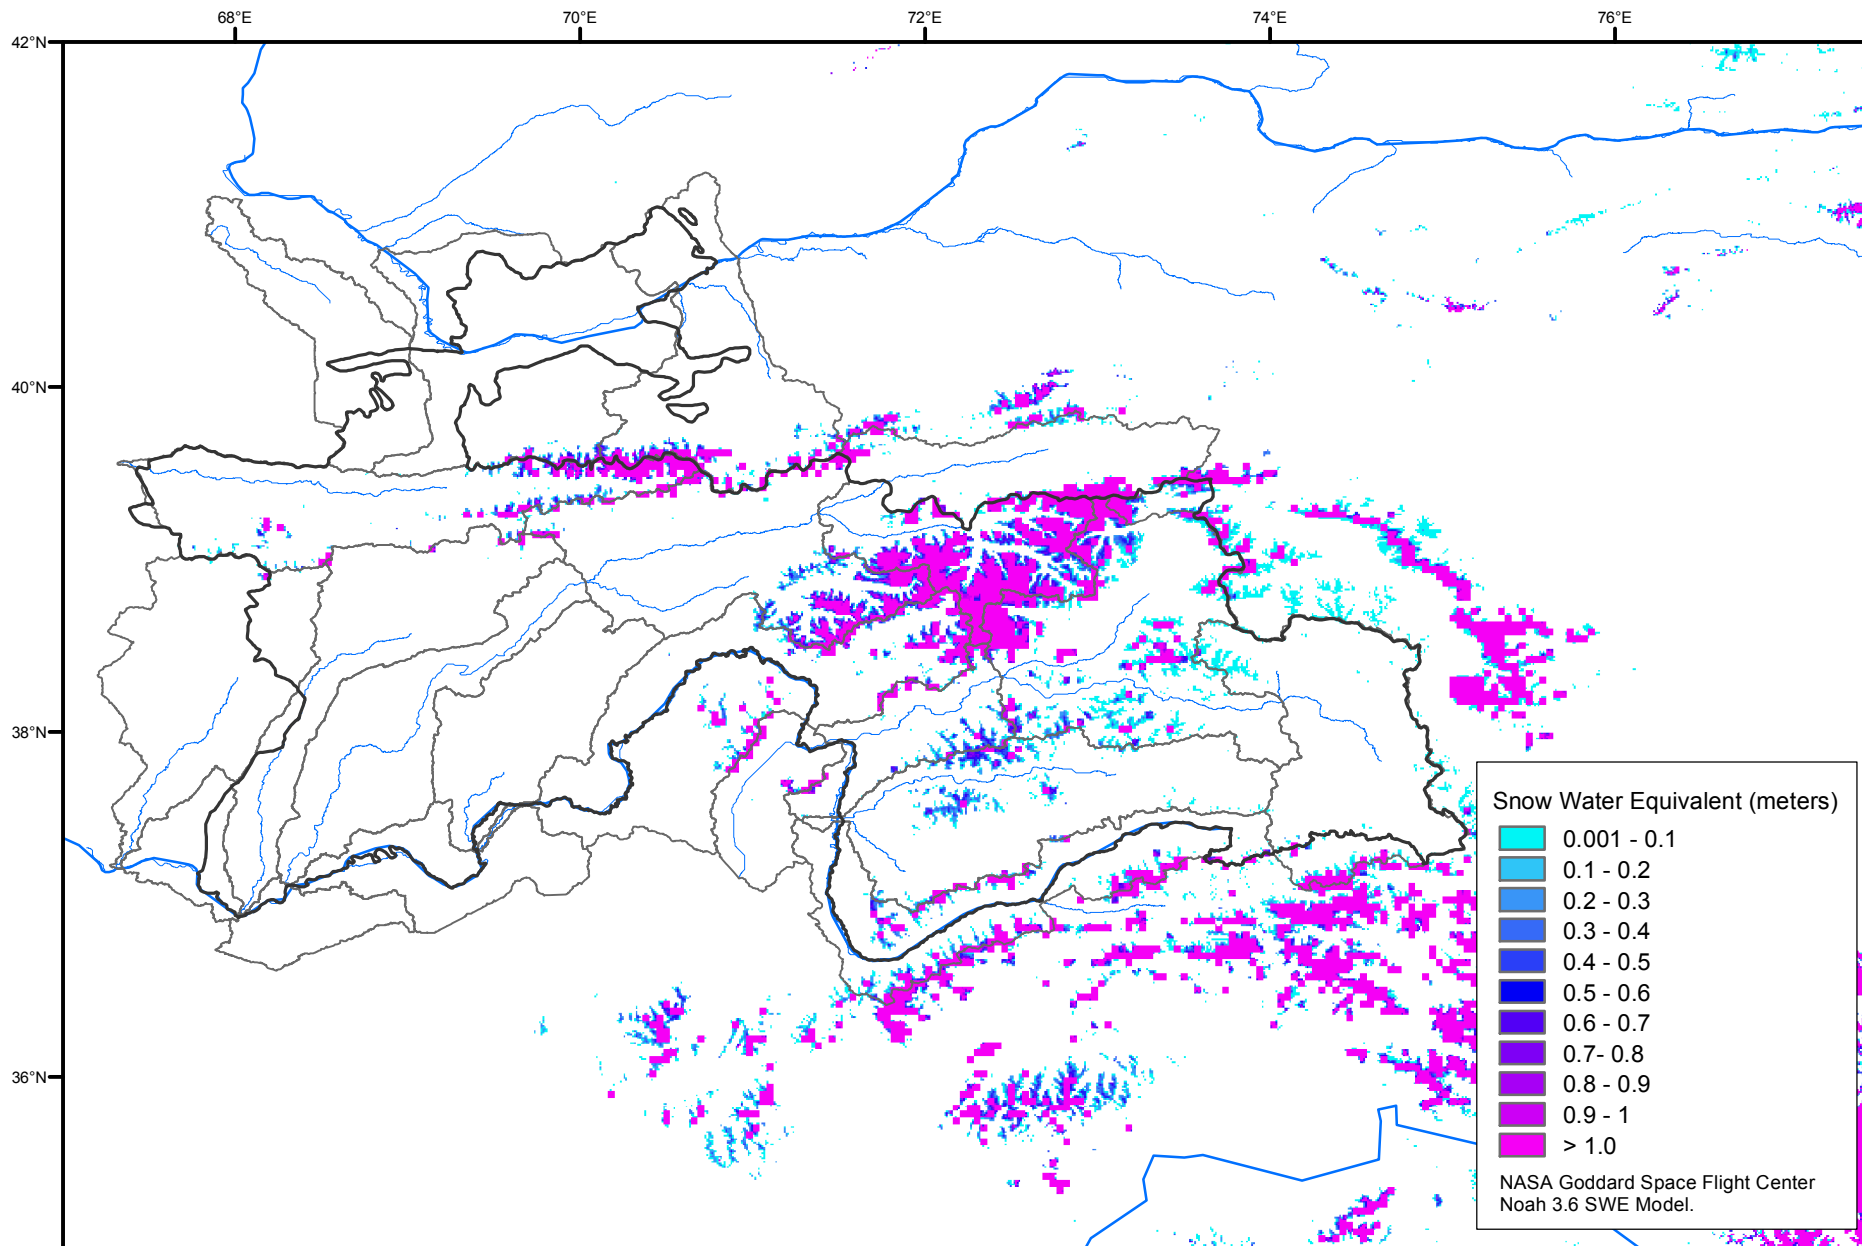 68°E 70°E 72°E 74°E 76°E
42°N
40°N
38°N
36°N
Snow Water Equivalent (meters)
0.001 - 0.1
0.1 - 0.2
0.2 - 0.3
0.3 - 0.4
0.4 - 0.5
0.5 - 0.6
0.6 - 0.7
0.7- 0.8
0.8 - 0.9
0.9 - 1
> 1.0
NASA Goddard Space Flight Center
Noah 3.6 SWE Model.